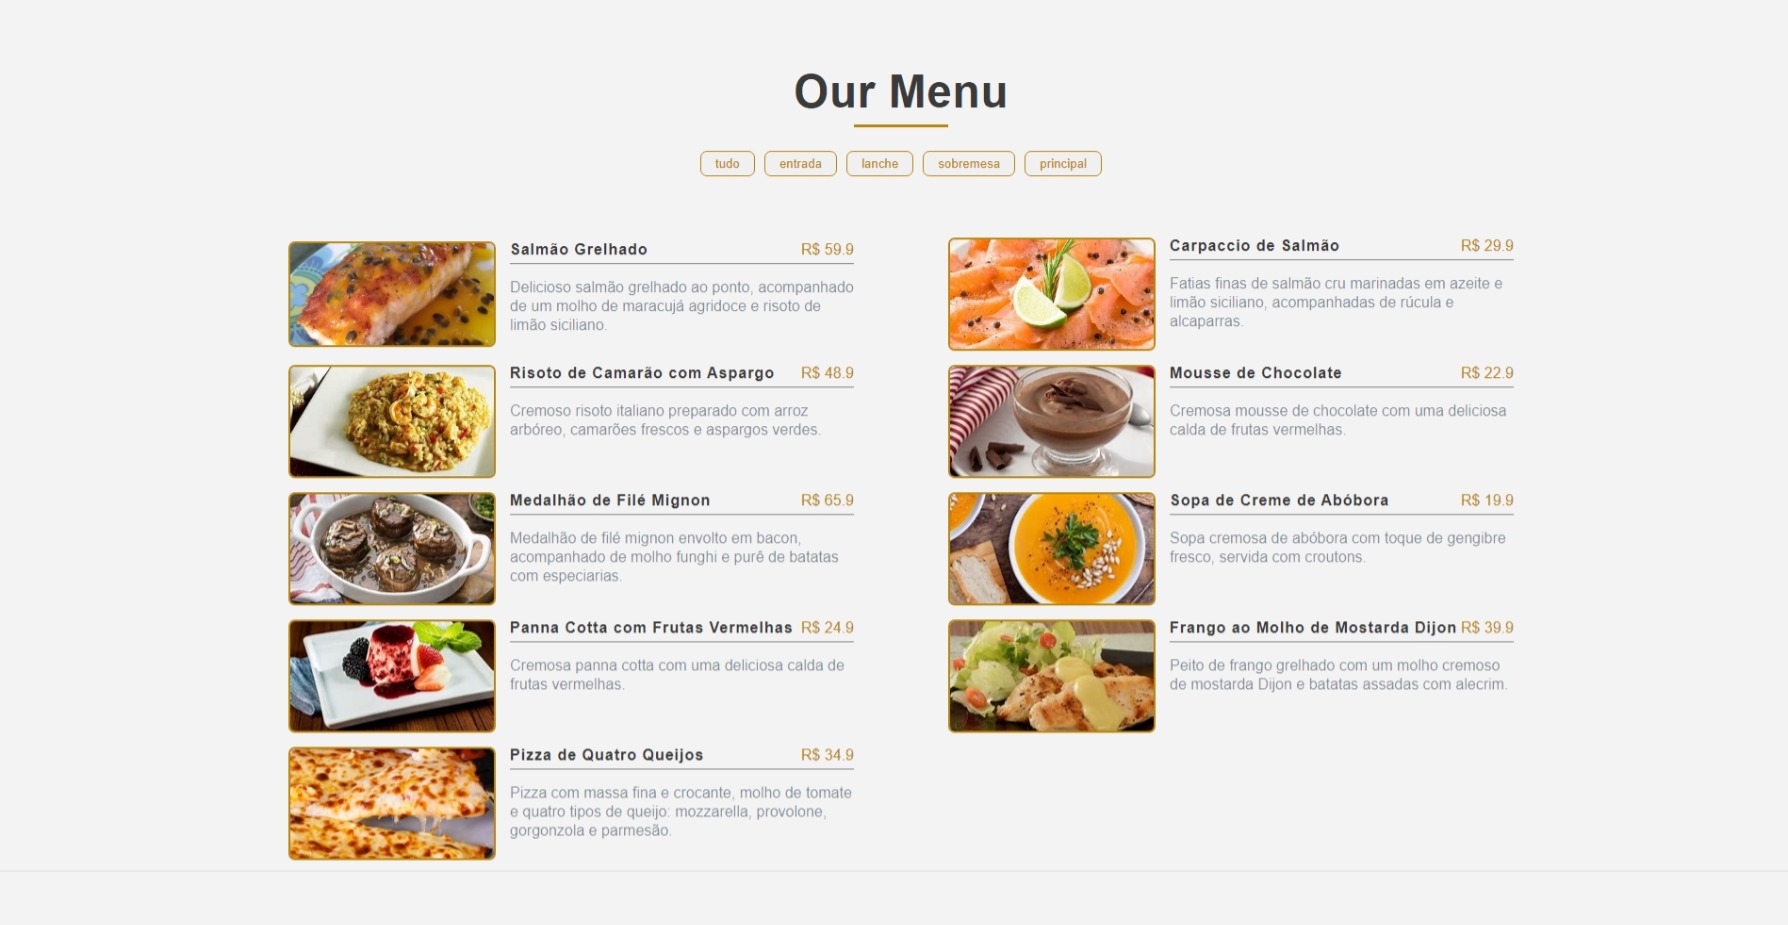 Our Menu
tudo
entrada
lanche
sobremesa
principal
Salmão Grelhado R$ 59.9
Delicioso salmão grelhado ao ponto, acompanhado
de um molho de maracujá agridoce e risoto de
limão siciliano.
Carpaccio de Salmão R$ 29.9
Fatias finas de salmão cru marinadas em azeite e
limão siciliano, acompanhadas de rúcula e
alcaparras.
Risoto de Camarão com Aspargo R$ 48.9
Cremoso risoto italiano preparado com arroz
arbóreo, camarões frescos e aspargos verdes.
Mousse de Chocolate R$ 22.9
Cremosa mousse de chocolate com uma deliciosa
calda de frutas vermelhas.
Medalhão de Filé Mignon R$ 65.9
Medalhão de filé mignon envolto em bacon,
acompanhado de molho funghi e purê de batatas
com especiarias.
Sopa de Creme de Abóbora R$ 19.9
Sopa cremosa de abóbora com toque de gengibre
fresco, servida com croutons.
Panna Cotta com Frutas Vermelhas R$ 24.9
Cremosa panna cotta com uma deliciosa calda de
frutas vermelhas.
Frango ao Molho de Mostarda Dijon R$ 39.9
Peito de frango grelhado com um molho cremoso
de mostarda Dijon e batatas assadas com alecrim.
Pizza de Quatro Queijos R$ 34.9
Pizza com massa fina e crocante, molho de tomate
e quatro tipos de queijo: mozzarella, provolone,
gorgonzola e parmesão.